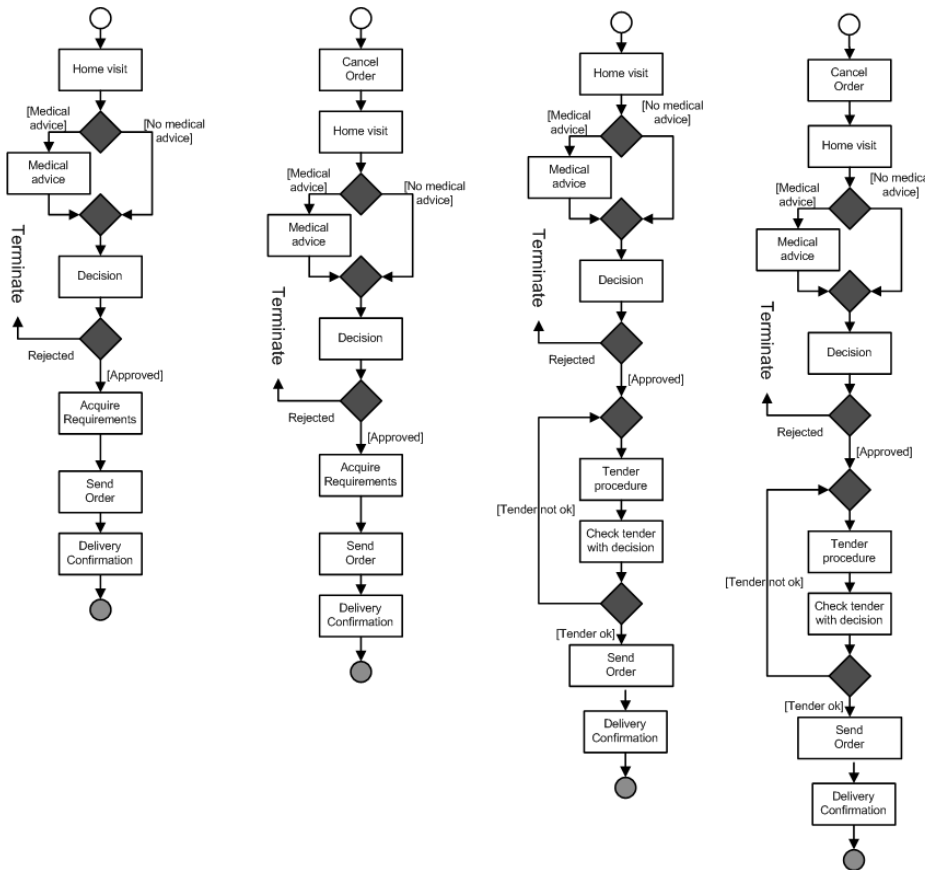 Home visit
[Medical
advice]
[No medical
advice]
Medical
advice
Terminate
Decision
Rejected
[Approved]
Acquire
Requirements
Send
Order
Delivery
Confirmation
Cancel
Order
Home visit
[Medical
advice]
[No medical
advice]
Medical
advice
Terminate
Decision
Rejected
[Approved]
Acquire
Requirements
Send
Order
Delivery
Confirmation
Home visit
[Medical
advice]
[No medical
advice]
Medical
advice
Terminate
Decision
Rejected
[Approved]
Tender
procedure
[Tender not ok]
Check tender
with decision
[Tender ok]
Send
Order
Delivery
Confirmation
Cancel
Order
Home visit
[Medical
advice]
[No medical
advice]
Medical
advice
Terminate
Decision
Rejected
[Approved]
Tender
procedure
[Tender not ok]
Check tender
with decision
[Tender ok]
Send
Order
Delivery
Confirmation